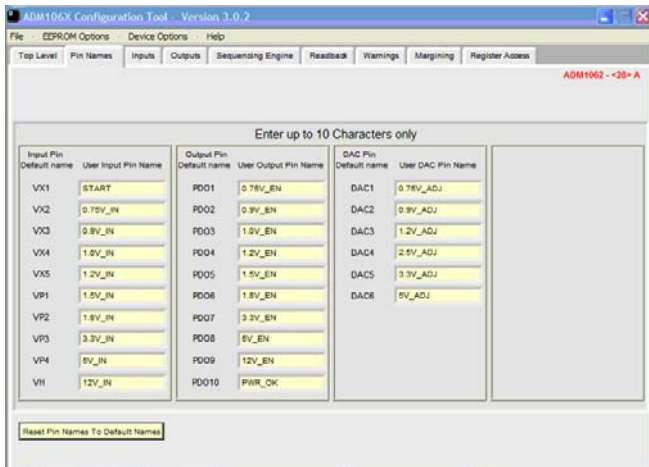 ADM106X Configuration Tool - Version 3.0.2
File EEPROM Options Device Options Help
Top Level Pin Names Inputs Outputs Sequencing Engine Readback Warnings Margining Register Access
ADM1062 - <28> A
Enter up to 10 Characters only
Input Pin Output Pin DAC Pin
Default name User Input Pin Name Default name User Output Pin Name Default name User DAC Pin Name
VX1 START PDO1 0.75V_EN DAC1 0.75V_ADJ
VX2 0.75V_IN PDO2 0.9V_EN DAC2 0.9V_ADJ
VX3 0.9V_IN PDO3 1.0V_EN DAC3 1.2V_ADJ
VX4 1.0V_IN PDO4 1.2V_EN DAC4 2.5V_ADJ
VX5 1.2V_IN PDO5 1.5V_EN DAC5 3.3V_ADJ
VP1 1.5V_IN PDO6 1.8V_EN DAC6 5V_ADJ
VP2 1.8V_IN PDO7 3.3V_EN
VP3 3.3V_IN PDO8 5V_EN
VP4 5V_IN PDO9 12V_EN
VH 12V_IN PDO10 PWR_OK
Reset Pin Names To Default Names